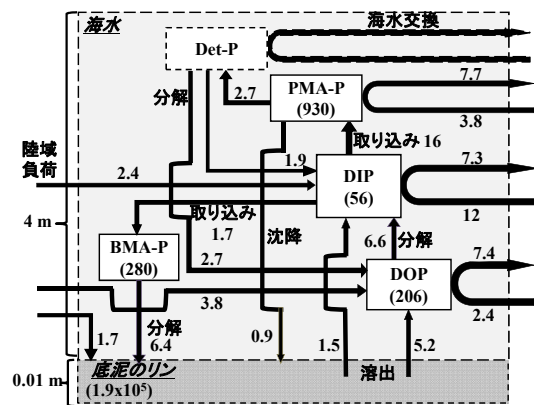 海水
海水交換
Det-P
分解
2.7
PMA-P
(930)
7.7
3.8
取り込み 16
陸域
負荷
2.4
1.9
DIP
(56)
7.3
12
4 m
取り込み
1.7
沈降
6.6
分解
BMA-P
(280)
2.7
DOP
(206)
7.4
2.4
3.8
1.7
分解
6.4
0.9
1.5
5.2
0.01 m
底泥のリン
(1.9x10⁵)
溶出